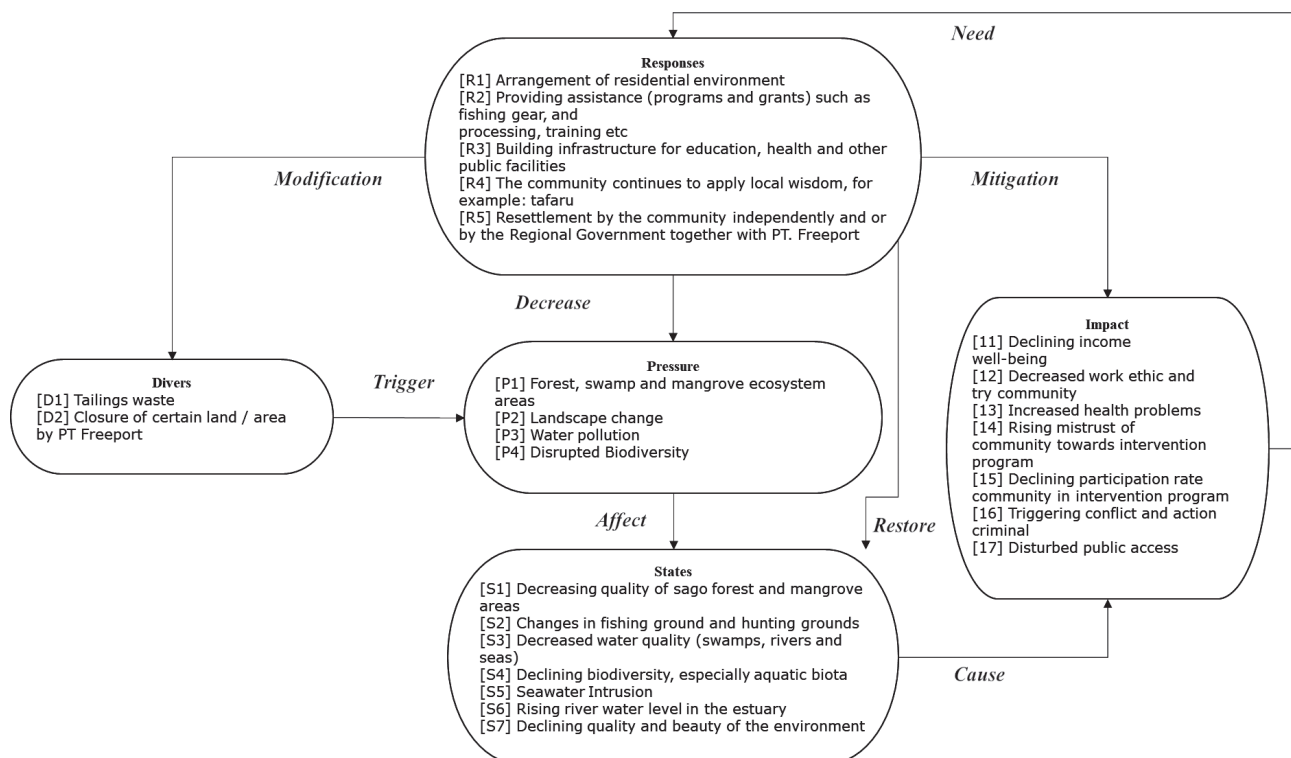 Need
Responses
[R1] Arrangement of residential environment
[R2] Providing assistance (programs and grants) such as
fishing gear, and
processing, training etc
[R3] Building infrastructure for education, health and other
public facilities
[R4] The community continues to apply local wisdom, for
example: tafaru
[R5] Resettlement by the community independently and or
by the Regional Government together with PT. Freeport
Modification
Mitigation
Decrease
Divers
[D1] Tailings waste
[D2] Closure of certain land / area
by PT Freeport
Trigger
Pressure
[P1] Forest, swamp and mangrove ecosystem
areas
[P2] Landscape change
[P3] Water pollution
[P4] Disrupted Biodiversity
Impact
[11] Declining income
well-being
[12] Decreased work ethic and
try community
[13] Increased health problems
[14] Rising mistrust of
community towards intervention
program
[15] Declining participation rate
community in intervention program
[16] Triggering conflict and action
criminal
[17] Disturbed public access
Affect
Restore
States
[S1] Decreasing quality of sago forest and mangrove
areas
[S2] Changes in fishing ground and hunting grounds
[S3] Decreased water quality (swamps, rivers and
seas)
[S4] Declining biodiversity, especially aquatic biota
[S5] Seawater Intrusion
[S6] Rising river water level in the estuary
[S7] Declining quality and beauty of the environment
Cause